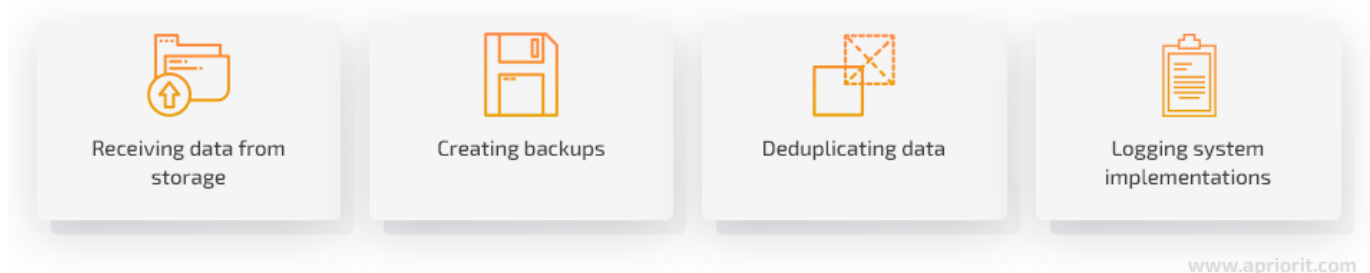 Receiving data from
storage
Creating backups
Deduplicating data
Logging system
implementations
www.apriorit.com